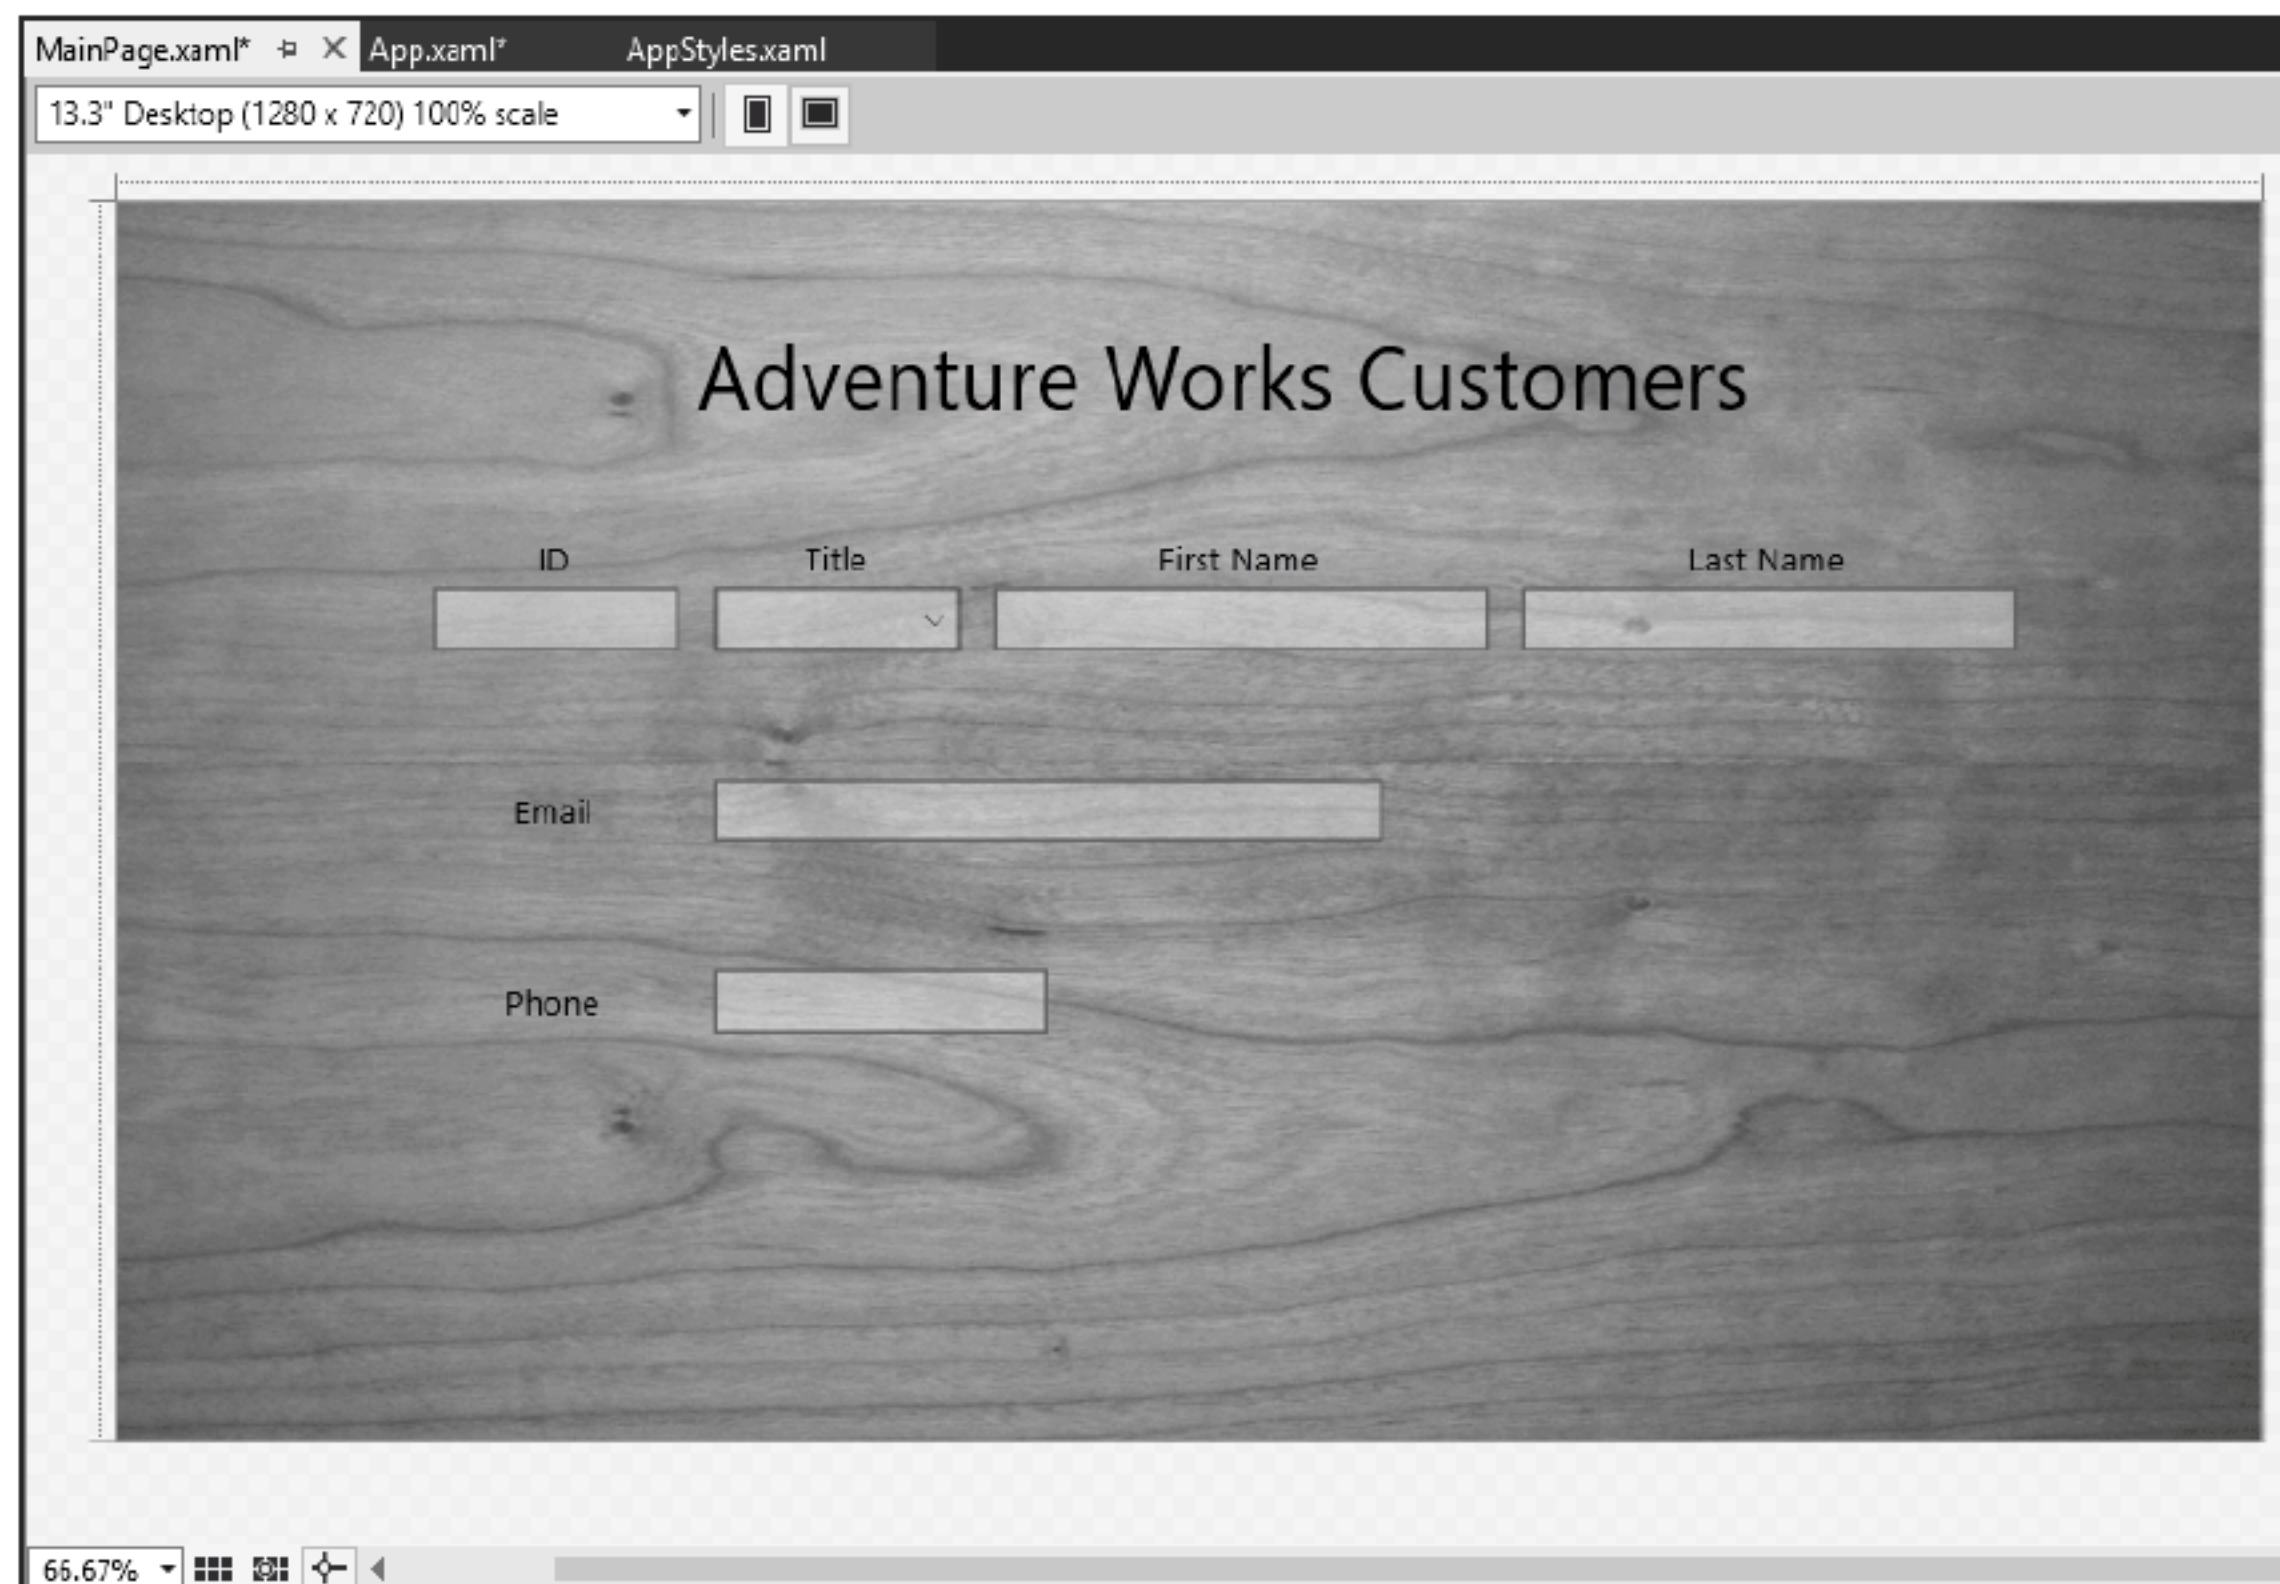 MainPage.xaml* App.xaml* AppStyles.xaml
13.3" Desktop (1280 x 720) 100% scale
Adventure Works Customers
ID Title First Name Last Name
Email
Phone
66.67%